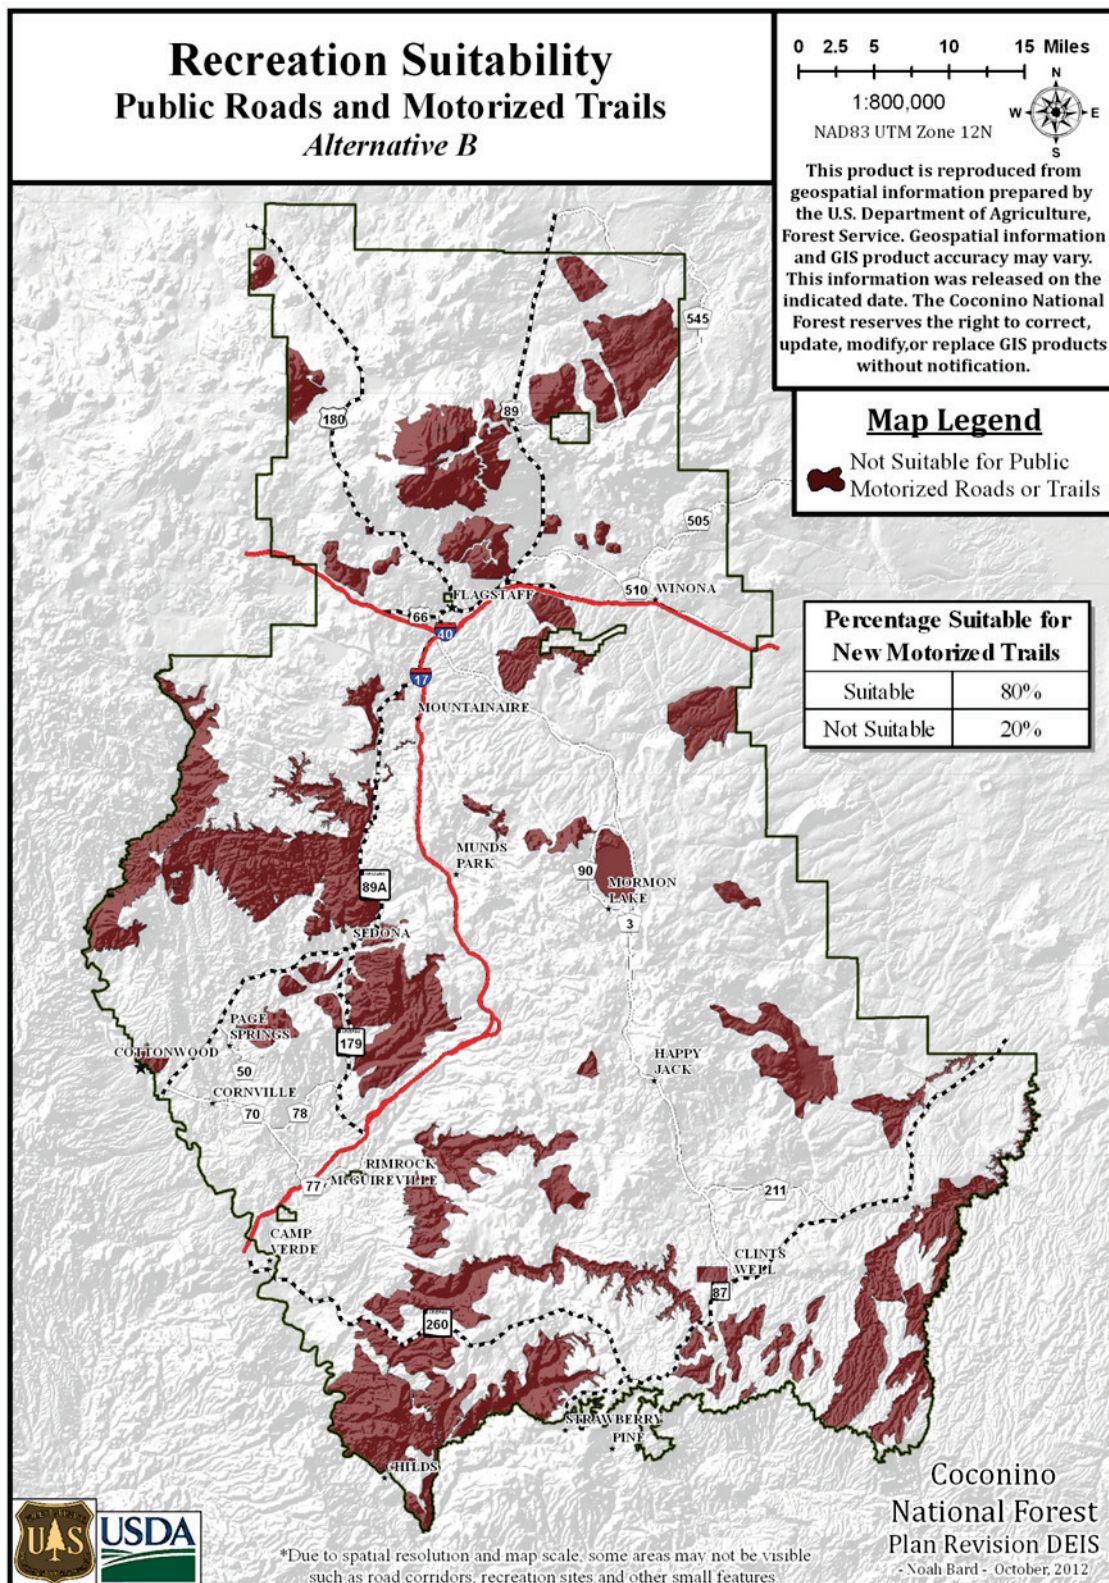 Recreation Suitability
Public Roads and Motorized Trails
Alternative B
0 2.5 5 10 15 Miles
1:800,000
NAD83 UTM Zone 12N
N
W E
S
This product is reproduced from
geospatial information prepared by
the U.S. Department of Agriculture,
Forest Service. Geospatial information
and GIS product accuracy may vary.
This information was released on the
indicated date. The Coconino National
Forest reserves the right to correct,
update, modify,or replace GIS products
without notification.
Map Legend
Not Suitable for Public
Motorized Roads or Trails
Percentage Suitable for
New Motorized Trails
Suitable 80%
Not Suitable 20%
545
89
180
505
510
WINONA
FLAGSTAFF
66
40
17
MOUNTAINAIRE
MUNDS
PARK
90
MORMON
LAKE
3
89A
SEDONA
PAGE
SPRINGS
179
COTTONWOOD
50
HAPPY
JACK
CORNVILLE
70
78
RIMROCK
MCGUIREVILLE
77
211
CAMP
VERDE
CLINTS
WELL
87
260
STRAWBERRY
PINE
CHILDS
Coconino
National Forest
Plan Revision DEIS
- Noah Bard - October, 2012
US
USDA
*Due to spatial resolution and map scale, some areas may not be visible
such as road corridors, recreation sites and other small features